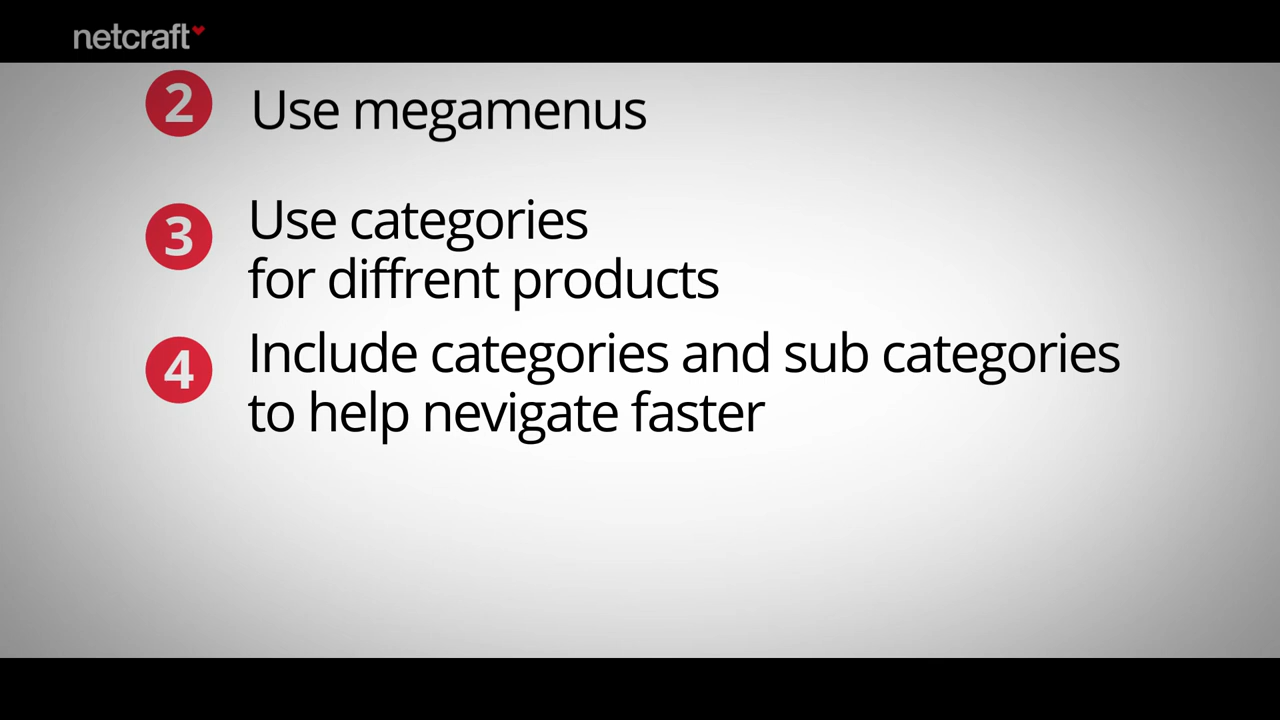 netcraft
2 Use megamenus
3 Use categories
for diffrent products
4 Include categories and sub categories
to help nevigate faster